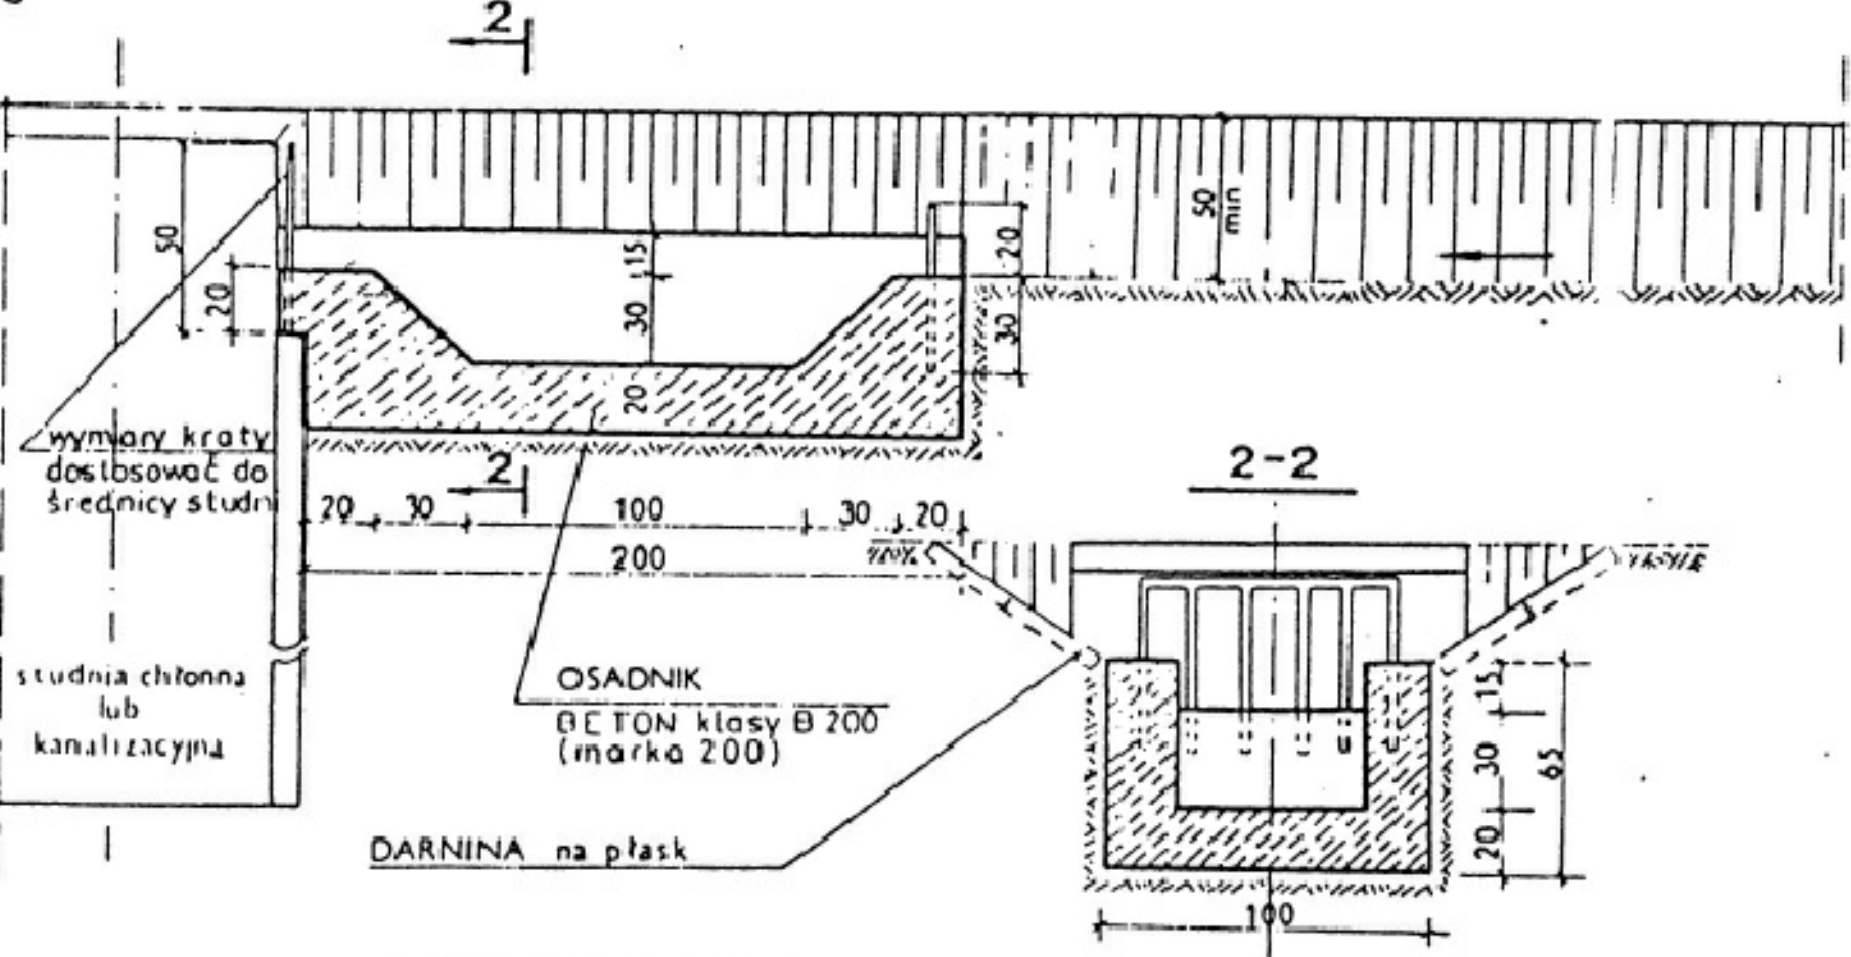 2
50
20
15
30
20
50
min
20
30
wymiary kraty
dostosować do
średnicy studni
2
20 30 100 30 20
200
2-2
studnia chłonna
lub
kanalizacyjna
OSADNIK
BETON klasy B 200
(marka 200)
DARNINA na płask
15
30
20
65
100